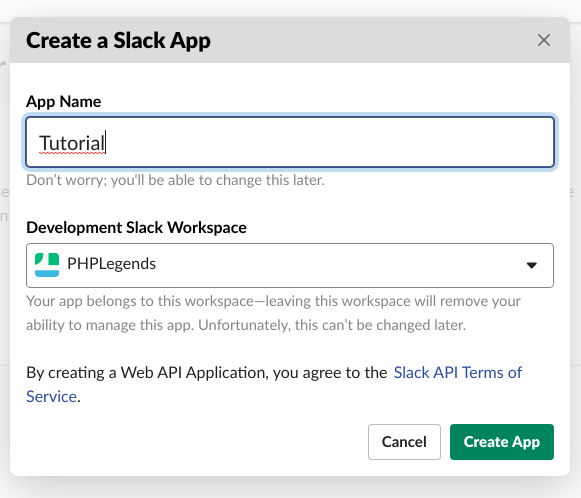 Create a Slack App
App Name
Tutorial
Don't worry; you'll be able to change this later.
Development Slack Workspace
PHPLegends
Your app belongs to this workspace—leaving this workspace will remove your
ability to manage this app. Unfortunately, this can't be changed later.
By creating a Web API Application, you agree to the Slack API Terms of
Service.
Cancel Create App